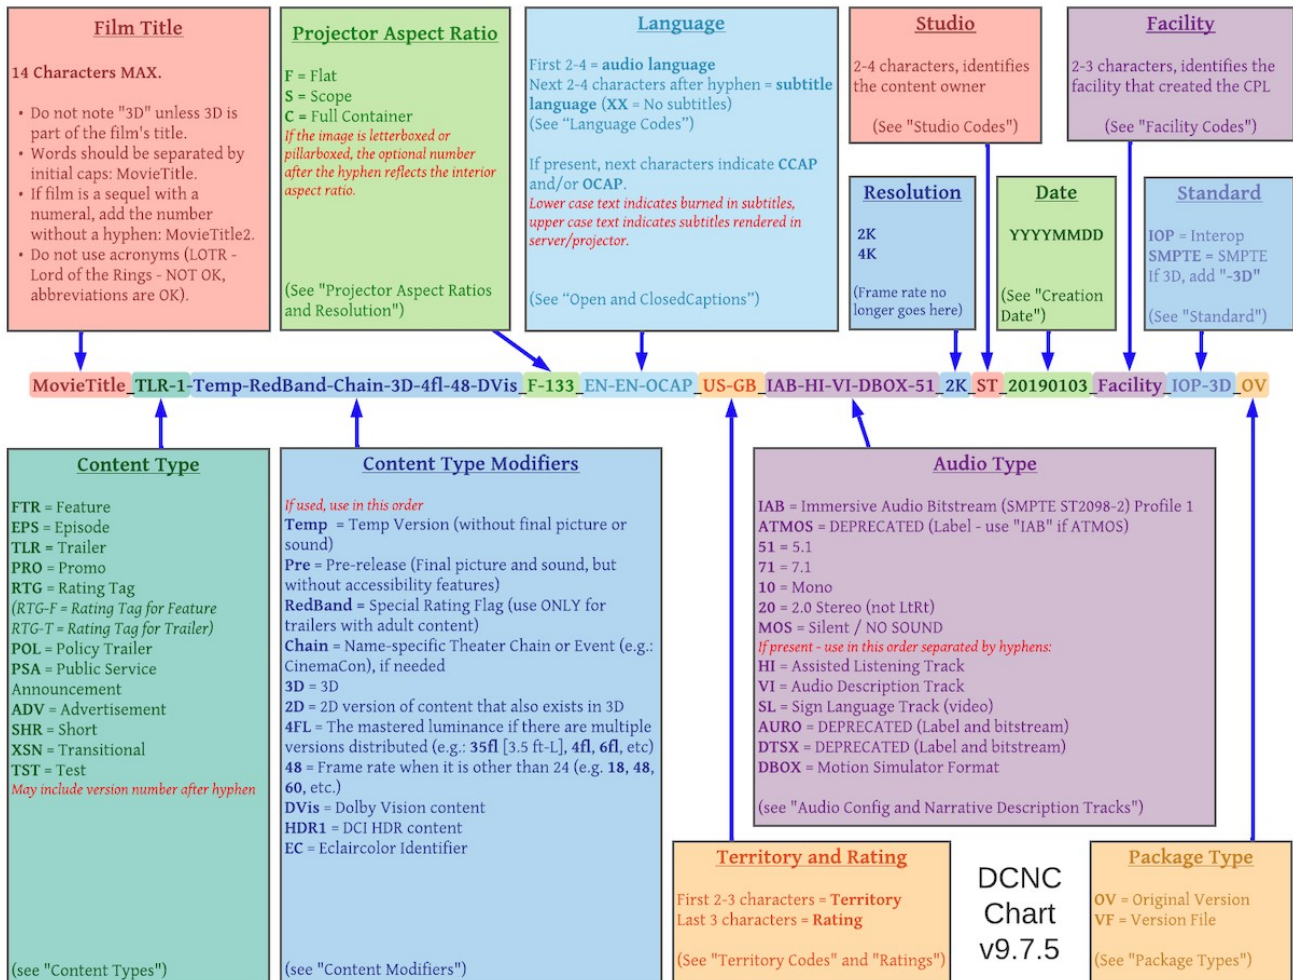 Film Title
14 Characters MAX.
• Do not note "3D" unless 3D is
part of the film's title.
• Words should be separated by
initial caps: MovieTitle.
• If film is a sequel with a
numeral, add the number
without a hyphen: MovieTitle2.
• Do not use acronyms (LOTR -
Lord of the Rings - NOT OK,
abbreviations are OK).
Projector Aspect Ratio
F = Flat
S = Scope
C = Full Container
If the image is letterboxed or
pillarboxed, the optional number
after the hyphen reflects the interior
aspect ratio.
(See "Projector Aspect Ratios
and Resolution")
Language
First 2-4 = audio language
Next 2-4 characters after hyphen = subtitle
language (XX = No subtitles)
(See “Language Codes”)
If present, next characters indicate CCAP
and/or OCAP.
Lower case text indicates burned in subtitles,
upper case text indicates subtitles rendered in
server/projector.
(See “Open and ClosedCaptions”)
Studio
2-4 characters, identifies
the content owner
(See "Studio Codes")
Facility
2-3 characters, identifies the
facility that created the CPL
(See "Facility Codes")
Resolution
2K
4K
(Frame rate no
longer goes here)
Date
YYYYMMDD
(See "Creation
Date")
Standard
IOP = Interop
SMPTE = SMPTE
If 3D, add "-3D"
(See "Standard")
MovieTitle_TLR-1-Temp-RedBand-Chain-3D-4fl-48-DVis_F-133_EN-EN-OCAP_US-GB_IAB-HI-VI-DBOX-51_2K_ST_20190103_Facility_IOP-3D_OV
Content Type
FTR = Feature
EPS = Episode
TLR = Trailer
PRO = Promo
RTG = Rating Tag
(RTG-F = Rating Tag for Feature
RTG-T = Rating Tag for Trailer)
POL = Policy Trailer
PSA = Public Service
Announcement
ADV = Advertisement
SHR = Short
XSN = Transitional
TST = Test
May include version number after hyphen
(see "Content Types")
Content Type Modifiers
If used, use in this order
Temp = Temp Version (without final picture or
sound)
Pre = Pre-release (Final picture and sound, but
without accessibility features)
RedBand = Special Rating Flag (use ONLY for
trailers with adult content)
Chain = Name-specific Theater Chain or Event (e.g.:
CinemaCon), if needed
3D = 3D
2D = 2D version of content that also exists in 3D
4FL = The mastered luminance if there are multiple
versions distributed (e.g.: 35fl [3.5 ft-L], 4fl, 6fl, etc)
48 = Frame rate when it is other than 24 (e.g. 18, 48,
60, etc.)
DVis = Dolby Vision content
HDR1 = DCI HDR content
EC = Eclaircolor Identifier
(see "Content Modifiers")
Audio Type
IAB = Immersive Audio Bitstream (SMPTE ST2098-2) Profile 1
ATMOS = DEPRECATED (Label - use "IAB" if ATMOS)
51 = 5.1
71 = 7.1
10 = Mono
20 = 2.0 Stereo (not LtRt)
MOS = Silent / NO SOUND
If present - use in this order separated by hyphens:
HI = Assisted Listening Track
VI = Audio Description Track
SL = Sign Language Track (video)
AURO = DEPRECATED (Label and bitstream)
DTSX = DEPRECATED (Label and bitstream)
DBOX = Motion Simulator Format
(see "Audio Config and Narrative Description Tracks")
Territory and Rating
First 2-3 characters = Territory
Last 3 characters = Rating
(See "Territory Codes" and "Ratings")
DCNC
Chart
v9.7.5
Package Type
OV = Original Version
VF = Version File
(See "Package Types")